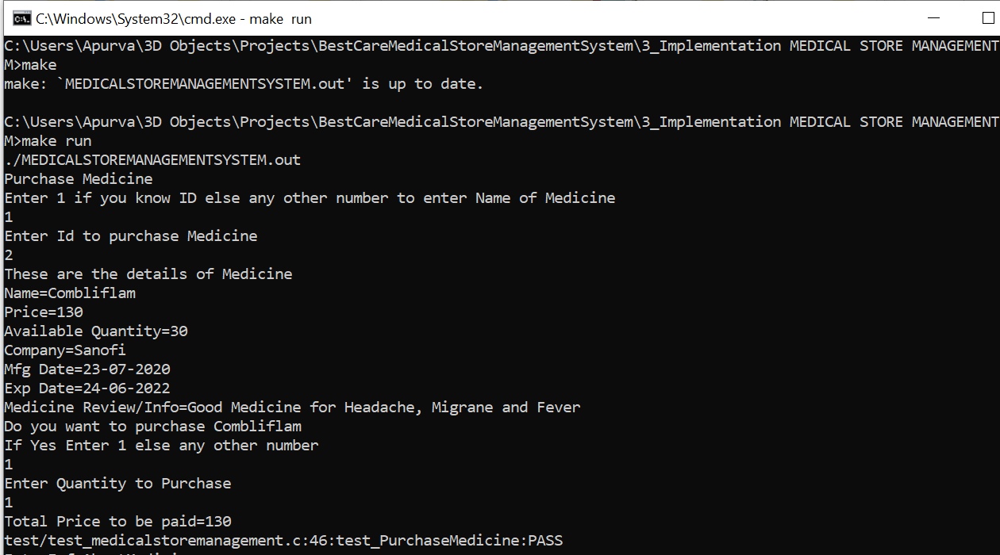 C:\Windows\System32\cmd.exe - make run
C:\Users\Apurva\3D Objects\Projects\BestCareMedicalStoreManagementSystem\3_Implementation MEDICAL STORE MANAGEMENT
M>make
make: `MEDICALSTOREMANAGEMENTSYSTEM.out' is up to date.
C:\Users\Apurva\3D Objects\Projects\BestCareMedicalStoreManagementSystem\3_Implementation MEDICAL STORE MANAGEMENT
M>make run
./MEDICALSTOREMANAGEMENTSYSTEM.out
Purchase Medicine
Enter 1 if you know ID else any other number to enter Name of Medicine
1
Enter Id to purchase Medicine
2
These are the details of Medicine
Name=Combliflam
Price=130
Available Quantity=30
Company=Sanofi
Mfg Date=23-07-2020
Exp Date=24-06-2022
Medicine Review/Info=Good Medicine for Headache, Migrane and Fever
Do you want to purchase Combliflam
If Yes Enter 1 else any other number
1
Enter Quantity to Purchase
1
Total Price to be paid=130
test/test_medicalstoremanagement.c:46:test_PurchaseMedicine:PASS